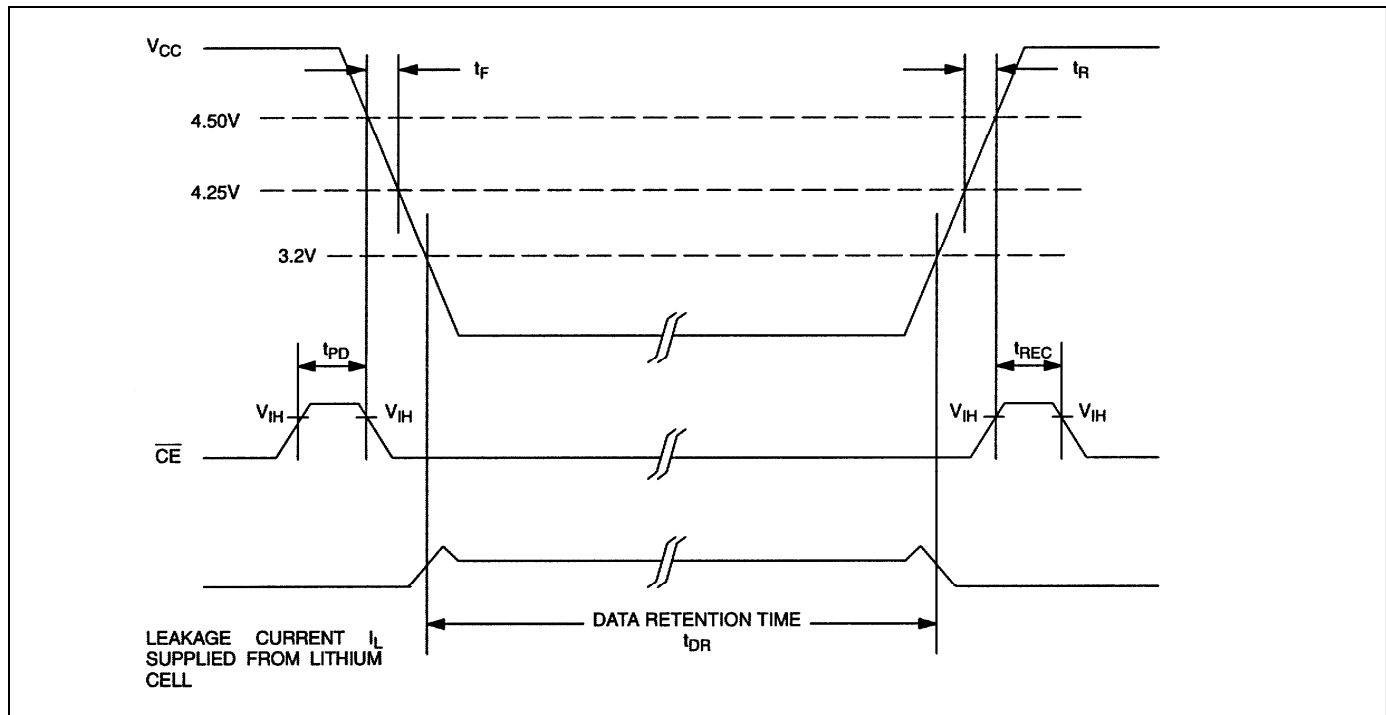 VCC
tF
tR
4.50V
4.25V
3.2V
tPD
tREC
VIH
VIH
VIH
VIH
CE
DATA RETENTION TIME
tDR
LEAKAGE CURRENT IL
SUPPLIED FROM LITHIUM
CELL